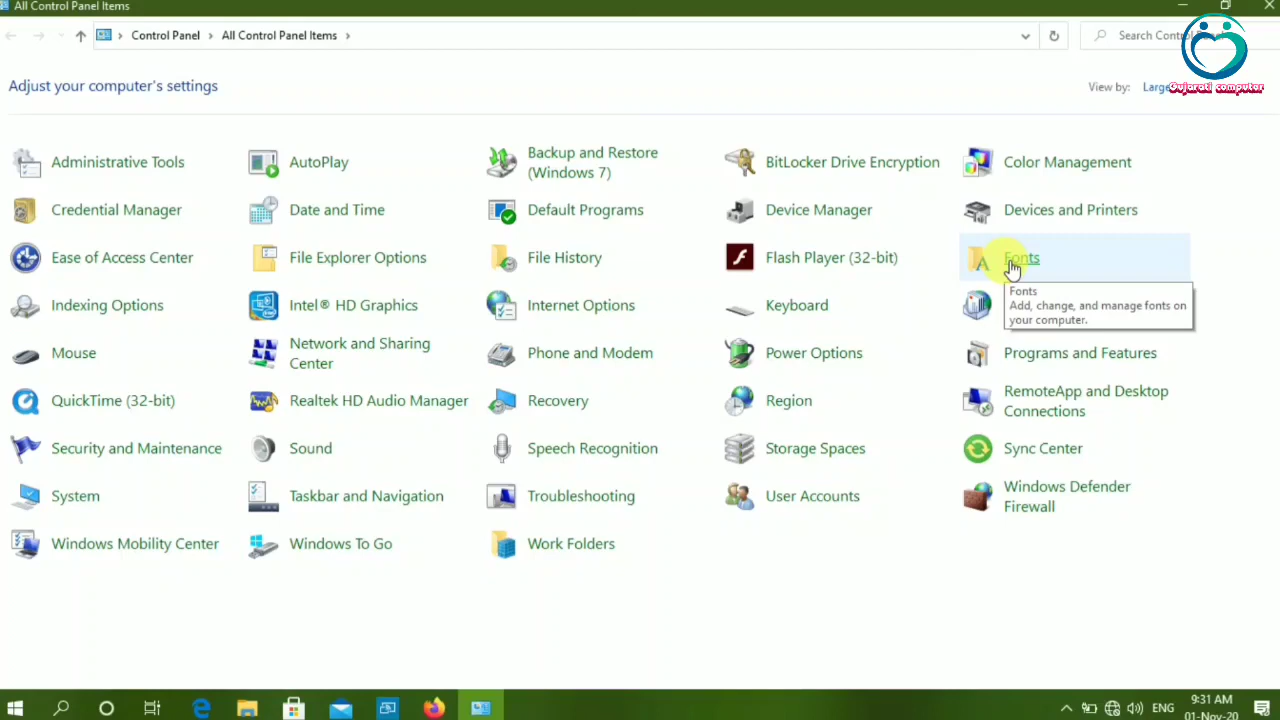 All Control Panel Items
Control Panel > All Control Panel Items >
Search
Gujarati computer
Adjust your computer's settings
View by: Large
Administrative Tools
AutoPlay
Backup and Restore
(Windows 7)
BitLocker Drive Encryption
Color Management
Credential Manager
Date and Time
Default Programs
Device Manager
Devices and Printers
Ease of Access Center
File Explorer Options
File History
Flash Player (32-bit)
Fonts
Fonts
Add, change, and manage fonts on
your computer.
Indexing Options
Intel® HD Graphics
Internet Options
Keyboard
Mouse
Network and Sharing
Center
Phone and Modem
Power Options
Programs and Features
QuickTime (32-bit)
Realtek HD Audio Manager
Recovery
Region
RemoteApp and Desktop
Connections
Security and Maintenance
Sound
Speech Recognition
Storage Spaces
Sync Center
System
Taskbar and Navigation
Troubleshooting
User Accounts
Windows Defender
Firewall
Windows Mobility Center
Windows To Go
Work Folders
ENG
9:31 AM
01-Nov-20